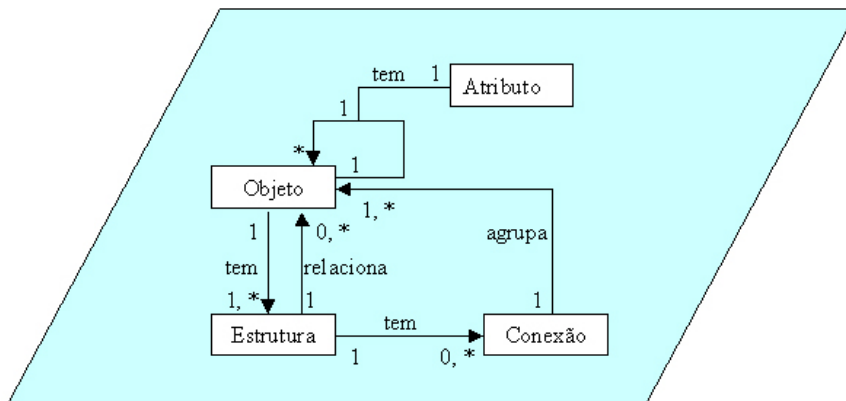 tem 1
Atributo
1
*
1
Objeto
1, *
1
0, *
agrupa
tem
relaciona
1, *
1
1
tem
Estrutura
Conexão
1
0, *